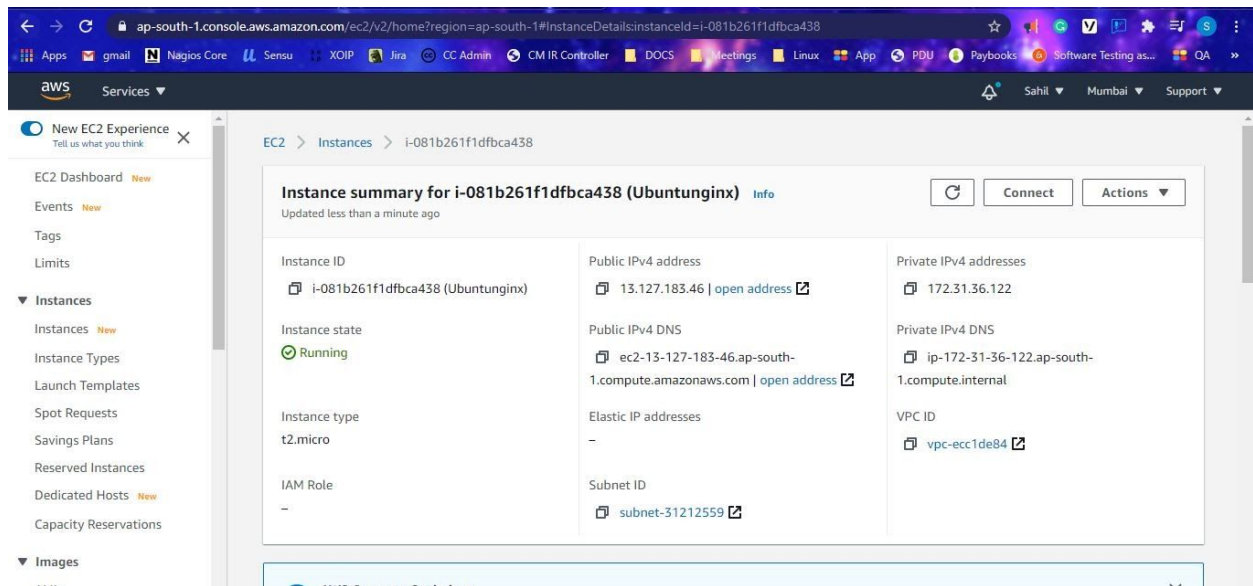 ap-south-1.console.aws.amazon.com/ec2/v2/home?region=ap-south-1#InstanceDetails:instanceId=i-081b261f1dfbca438
Apps gmail Nagios Core Sensu XOIP Jira CC Admin CM IR Controller DOCS Meetings Linux App PDU Paybooks Software Testing as... QA »
aws Services ▼ Sahil ▼ Mumbai ▼ Support ▼
New EC2 Experience
Tell us what you think
EC2 Dashboard New
Events New
Tags
Limits
▼ Instances
Instances New
Instance Types
Launch Templates
Spot Requests
Savings Plans
Reserved Instances
Dedicated Hosts New
Capacity Reservations
▼ Images
EC2 > Instances > i-081b261f1dfbca438
Instance summary for i-081b261f1dfbca438 (Ubuntunginx) Info
Updated less than a minute ago
Connect
Actions ▼
Instance ID
i-081b261f1dfbca438 (Ubuntunginx)
Public IPv4 address
13.127.183.46 | open address
Private IPv4 addresses
172.31.36.122
Instance state
Running
Public IPv4 DNS
ec2-13-127-183-46.ap-south-
1.compute.amazonaws.com | open address
Private IPv4 DNS
ip-172-31-36-122.ap-south-
1.compute.internal
Instance type
t2.micro
Elastic IP addresses
–
VPC ID
vpc-ecc1de84
IAM Role
–
Subnet ID
subnet-31212559